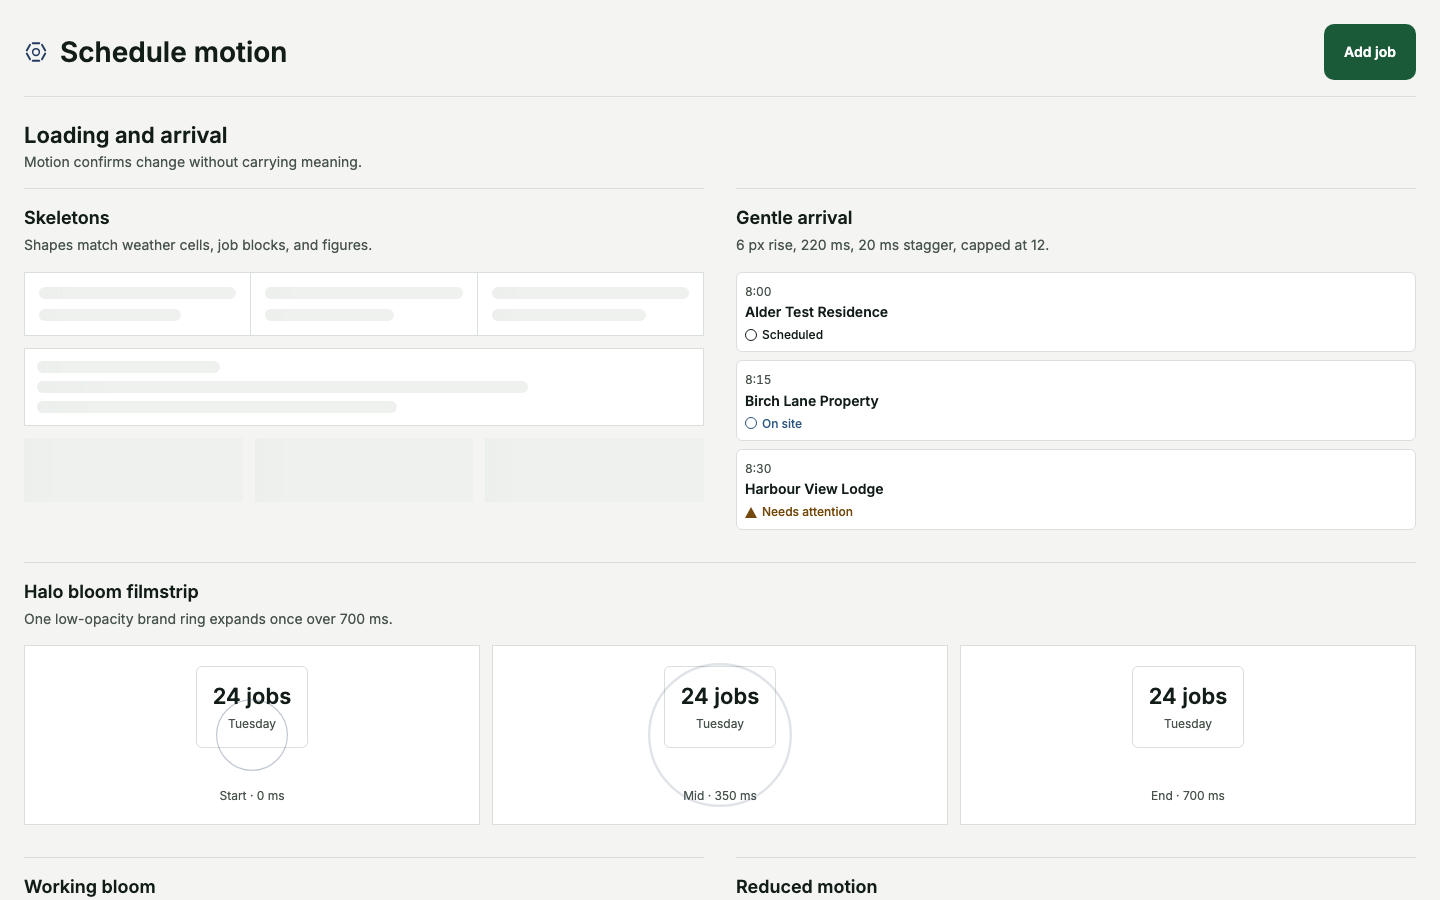 Schedule motion
Add job
Loading and arrival
Motion confirms change without carrying meaning.
Skeletons
Shapes match weather cells, job blocks, and figures.
Gentle arrival
6 px rise, 220 ms, 20 ms stagger, capped at 12.
8:00
Alder Test Residence
Scheduled
8:15
Birch Lane Property
On site
8:30
Harbour View Lodge
Needs attention
Halo bloom filmstrip
One low-opacity brand ring expands once over 700 ms.
24 jobs
Tuesday
Start · 0 ms
24 jobs
Tuesday
Mid · 350 ms
24 jobs
Tuesday
End · 700 ms
Working bloom
Reduced motion